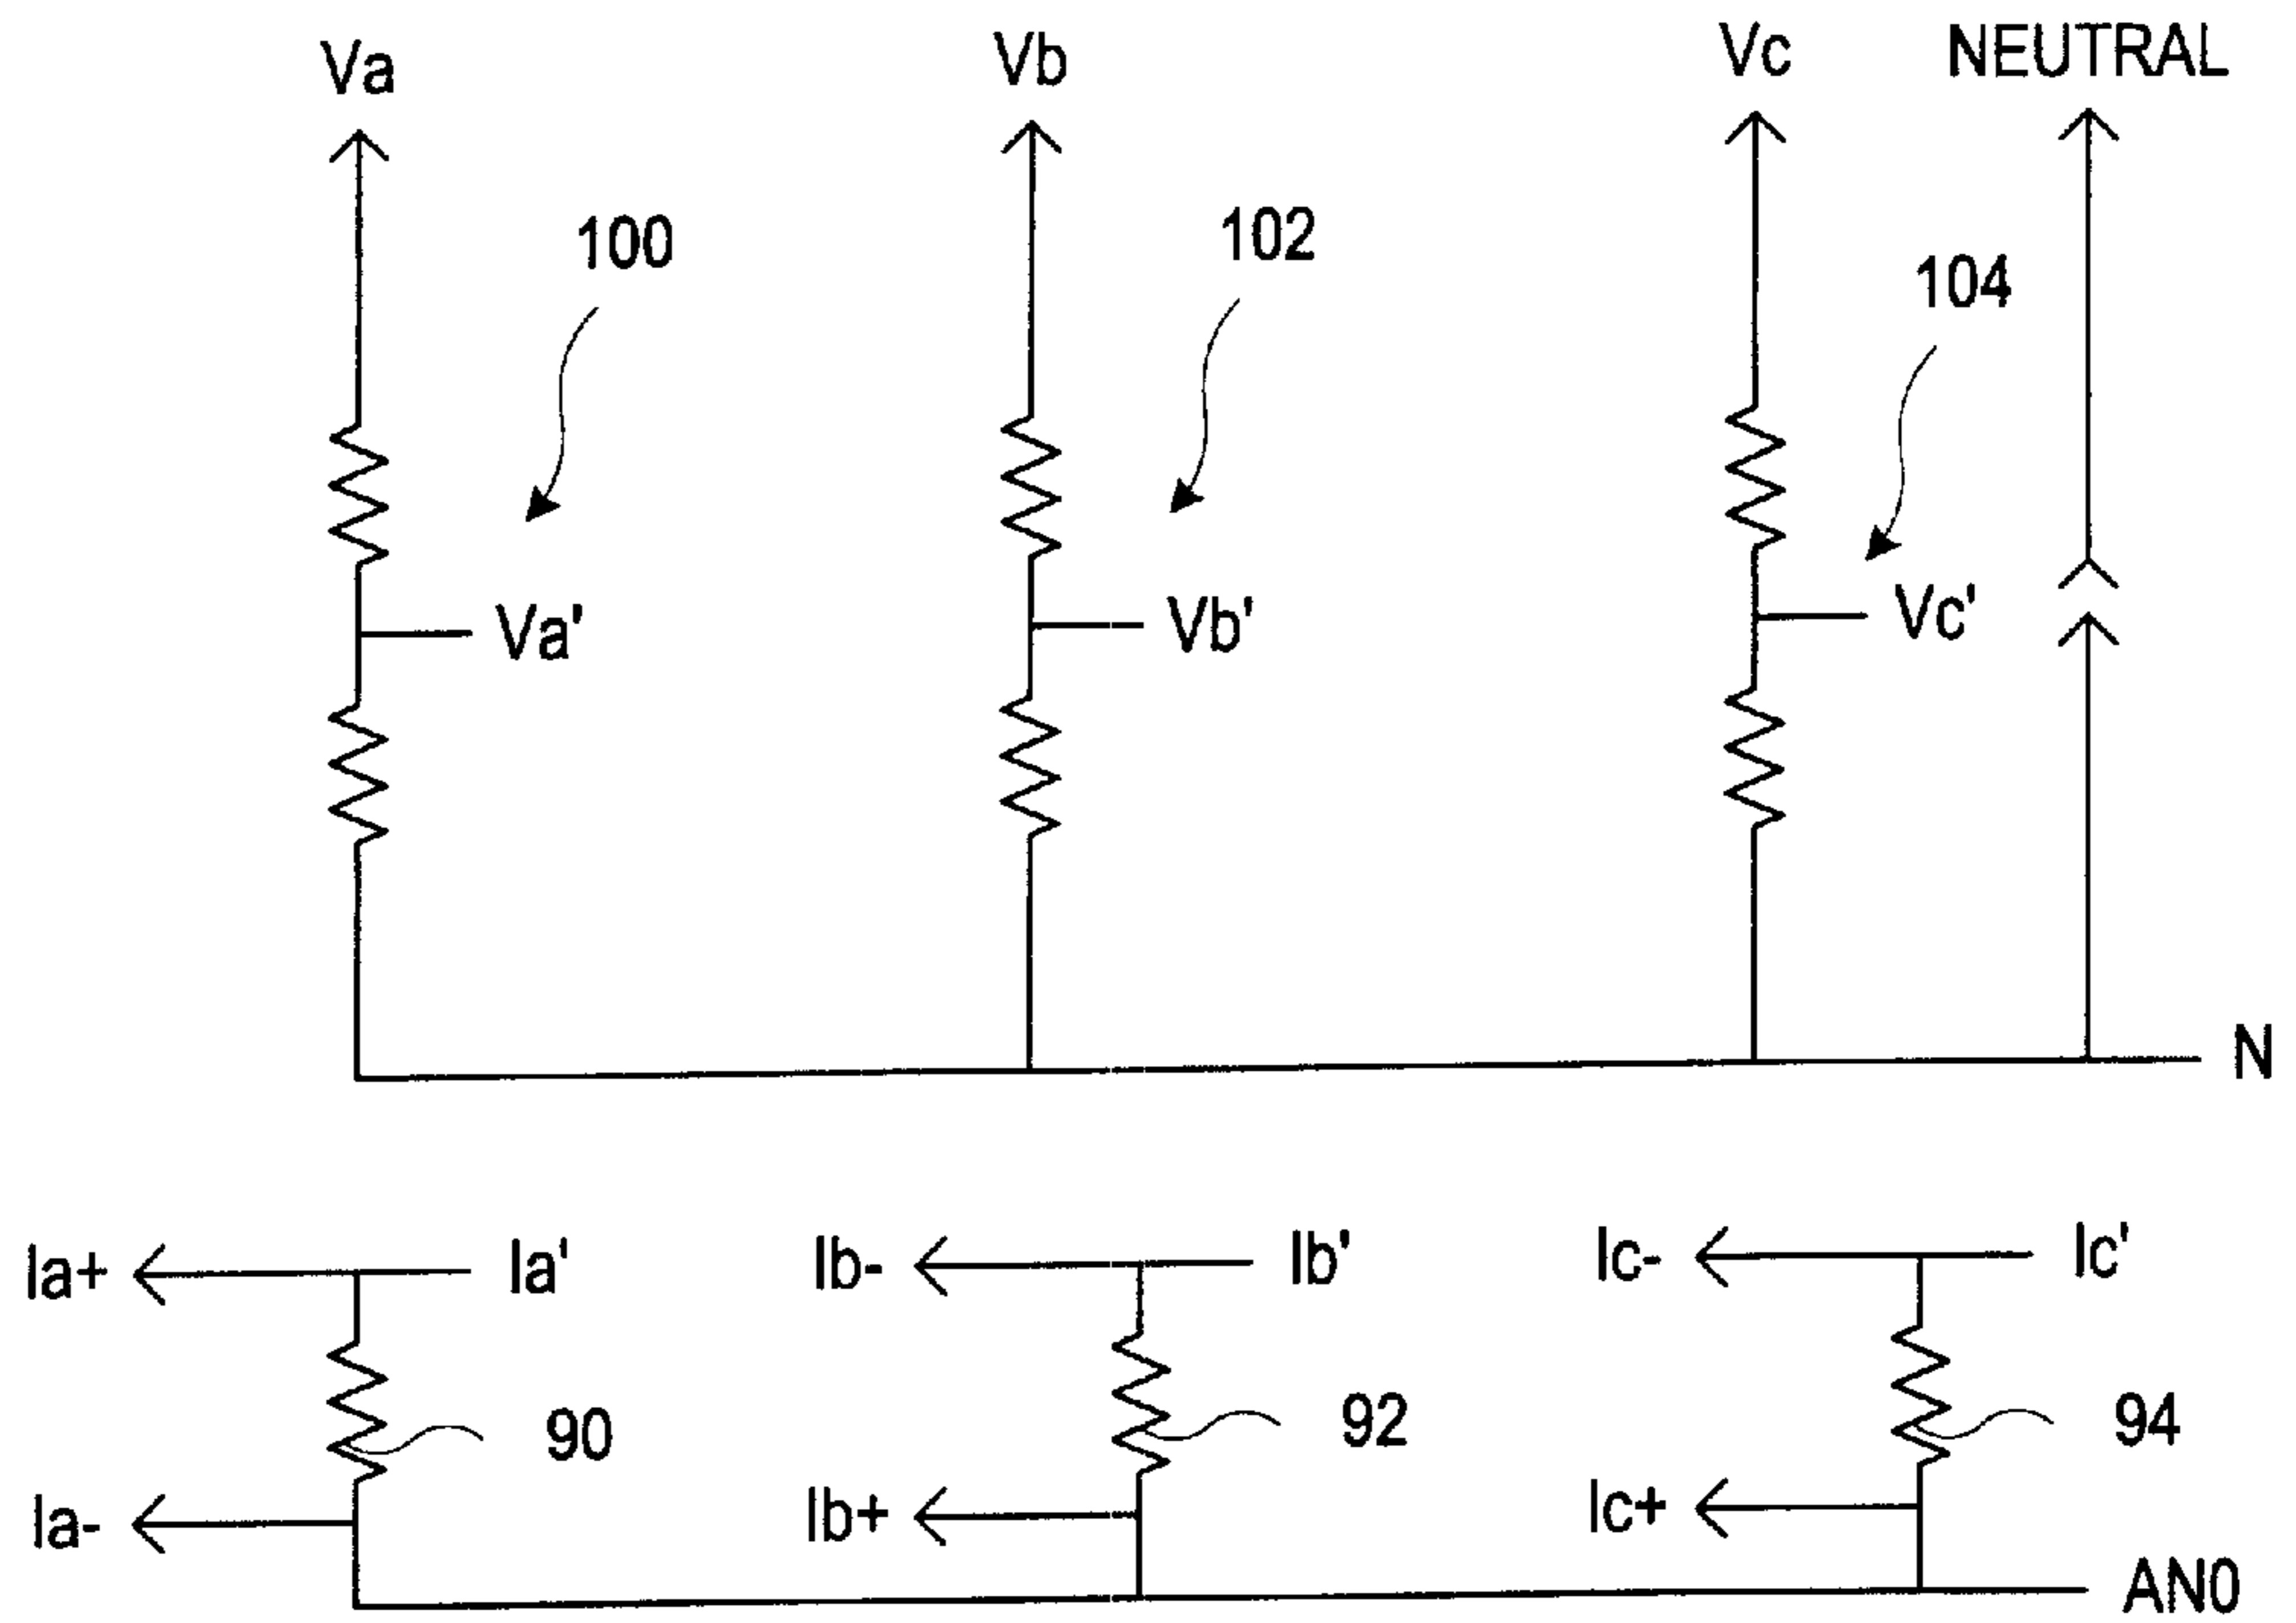 Va Vb Vc NEUTRAL
100 102 104
Va' Vb' Vc'
N
Ia+ Ia' Ib- Ib' Ic- Ic'
90 92 94
Ia- Ib+ Ic+
AN0